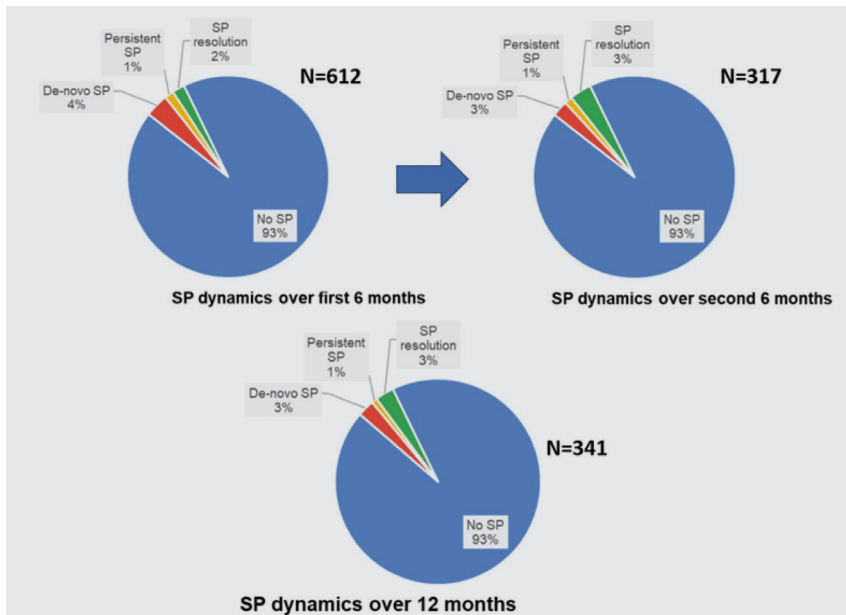 Persistent
SP
1%
SP
resolution
2%
De-novo SP
4%
N=612
No SP
93%
SP dynamics over first 6 months
Persistent
SP
1%
SP
resolution
3%
De-novo SP
3%
N=317
No SP
93%
SP dynamics over second 6 months
Persistent
SP
1%
SP
resolution
3%
De-novo SP
3%
N=341
No SP
93%
SP dynamics over 12 months